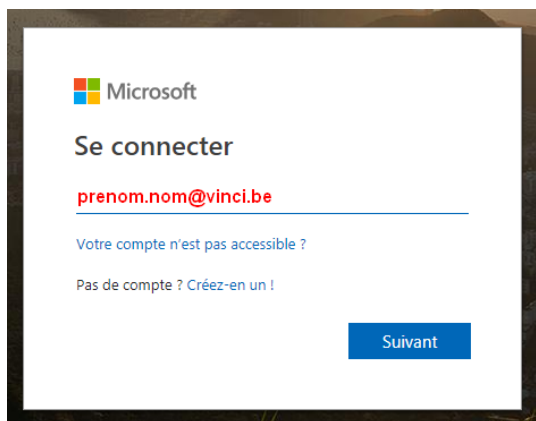 Microsoft
Se connecter
prenom.nom@vinci.be
Votre compte n'est pas accessible ?
Pas de compte ? Créez-en un !
Suivant